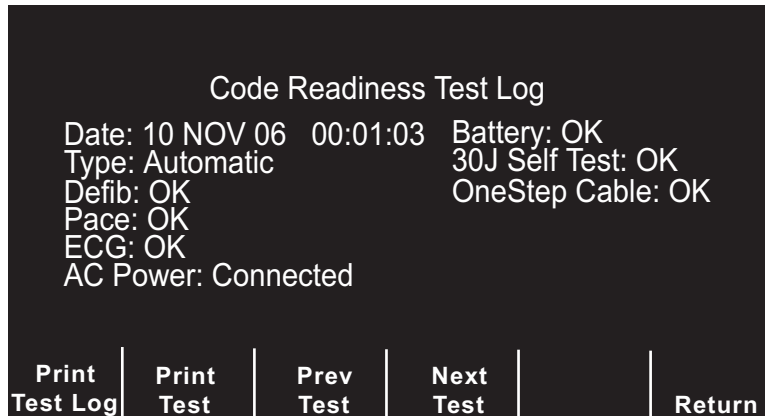 Code Readiness Test Log
Date: 10 NOV 06 00:01:03
Type: Automatic
Defib: OK
Pace: OK
ECG: OK
AC Power: Connected
Battery: OK
30J Self Test: OK
OneStep Cable: OK
Print
Test Log
Print
Test
Prev
Test
Next
Test
Return